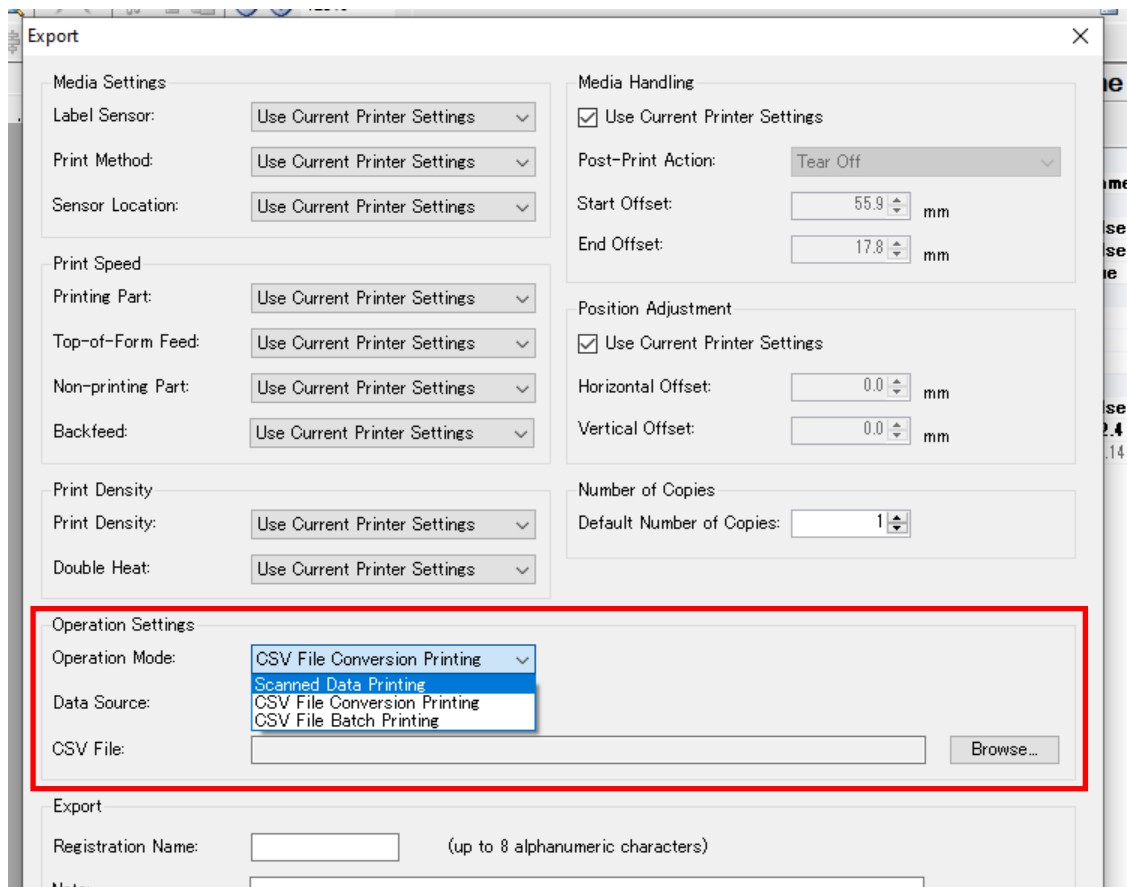 Export
Media Settings
Label Sensor: Use Current Printer Settings
Print Method: Use Current Printer Settings
Sensor Location: Use Current Printer Settings
Print Speed
Printing Part: Use Current Printer Settings
Top-of-Form Feed: Use Current Printer Settings
Non-printing Part: Use Current Printer Settings
Backfeed: Use Current Printer Settings
Print Density
Print Density: Use Current Printer Settings
Double Heat: Use Current Printer Settings
Media Handling
Use Current Printer Settings
Post-Print Action: Tear Off
Start Offset: 55.9 mm
End Offset: 17.8 mm
Position Adjustment
Use Current Printer Settings
Horizontal Offset: 0.0 mm
Vertical Offset: 0.0 mm
Number of Copies
Default Number of Copies: 1
Operation Settings
Operation Mode: CSV File Conversion Printing
Scanned Data Printing
CSV File Conversion Printing
CSV File Batch Printing
Data Source:
CSV File: Browse...
Export
Registration Name: (up to 8 alphanumeric characters)